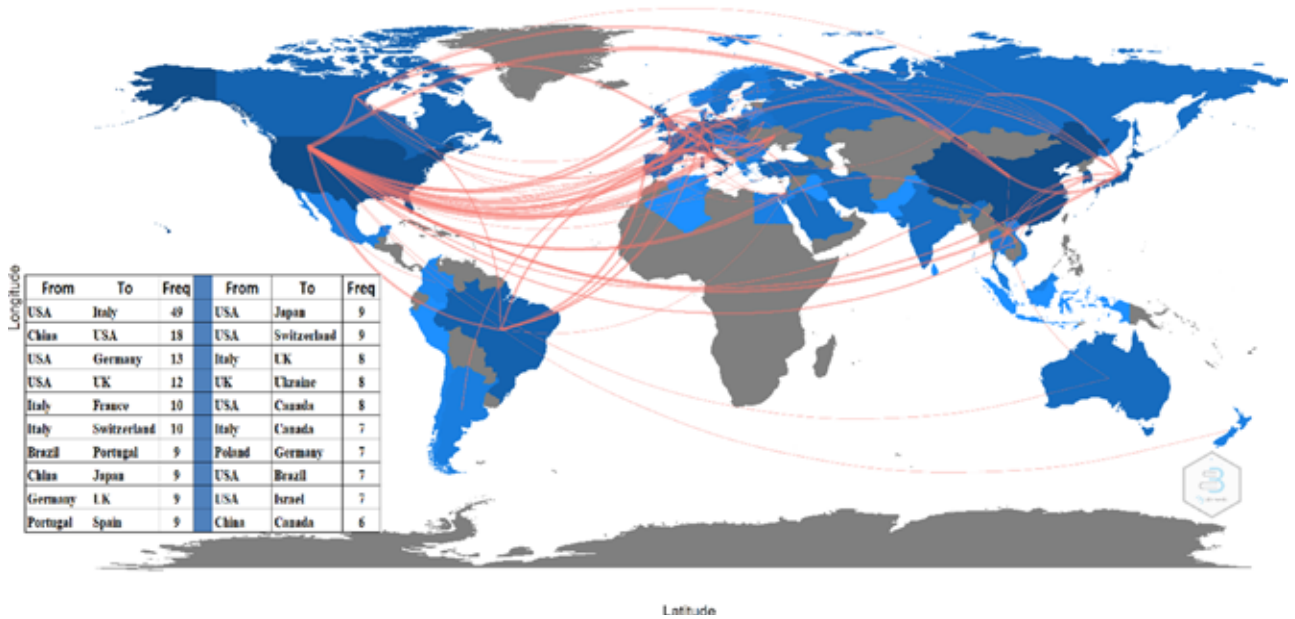 Longitude
From To Freq From To Freq
USA Italy 49 USA Japan 9
China USA 18 USA Switzerland 9
USA Germany 13 Italy UK 8
USA UK 12 UK Ukraine 8
Italy France 10 USA Canada 8
Italy Switzerland 10 Italy Canada 7
Brazil Portugal 9 Poland Germany 7
China Japan 9 USA Brazil 7
Germany UK 9 USA Israel 7
Portugal Spain 9 China Canada 6
Latitude